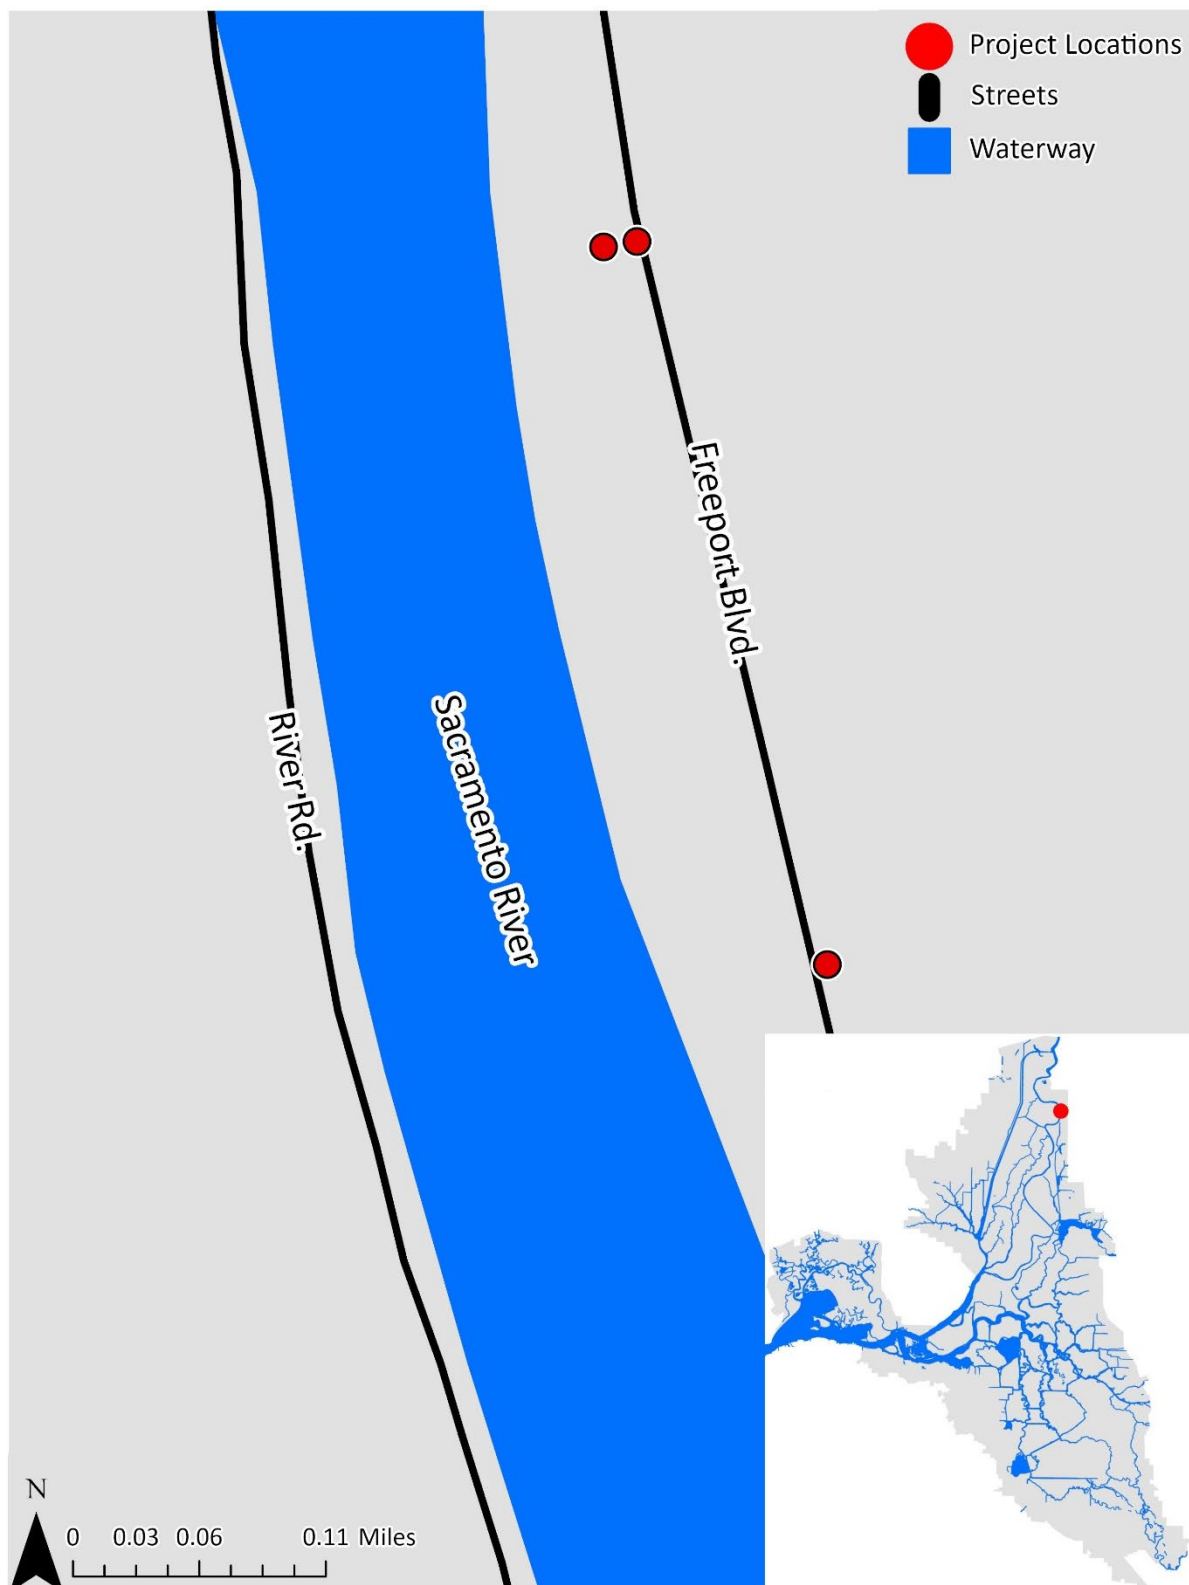 Project Locations
Streets
Waterway
Freeport Blvd.
River Rd.
Sacramento River
N
0 0.03 0.06 0.11 Miles